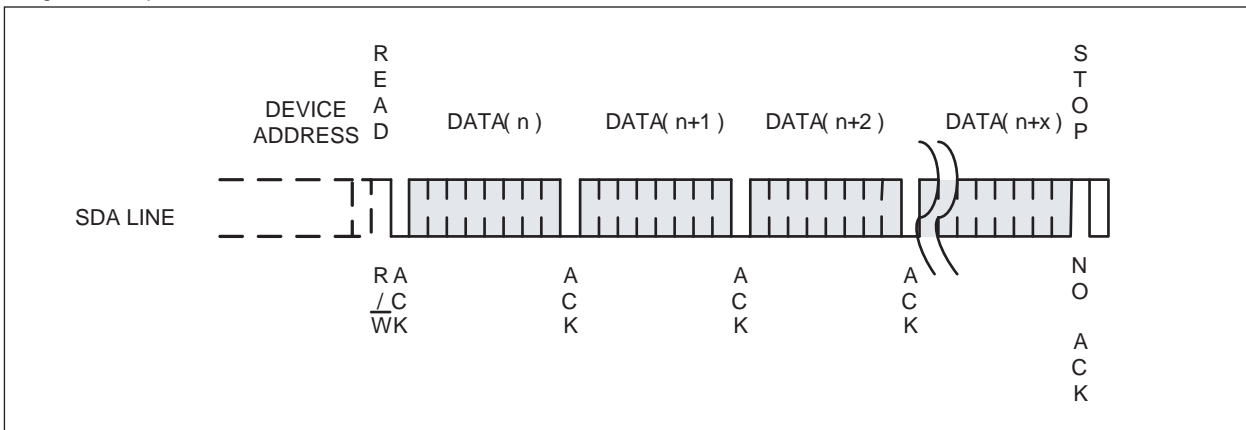 READ
STOP
DEVICE
ADDRESS
DATA( n )
DATA( n+1 )
DATA( n+2 )
DATA( n+x )
SDA LINE
R/W
ACK
ACK
ACK
ACK
NO ACK